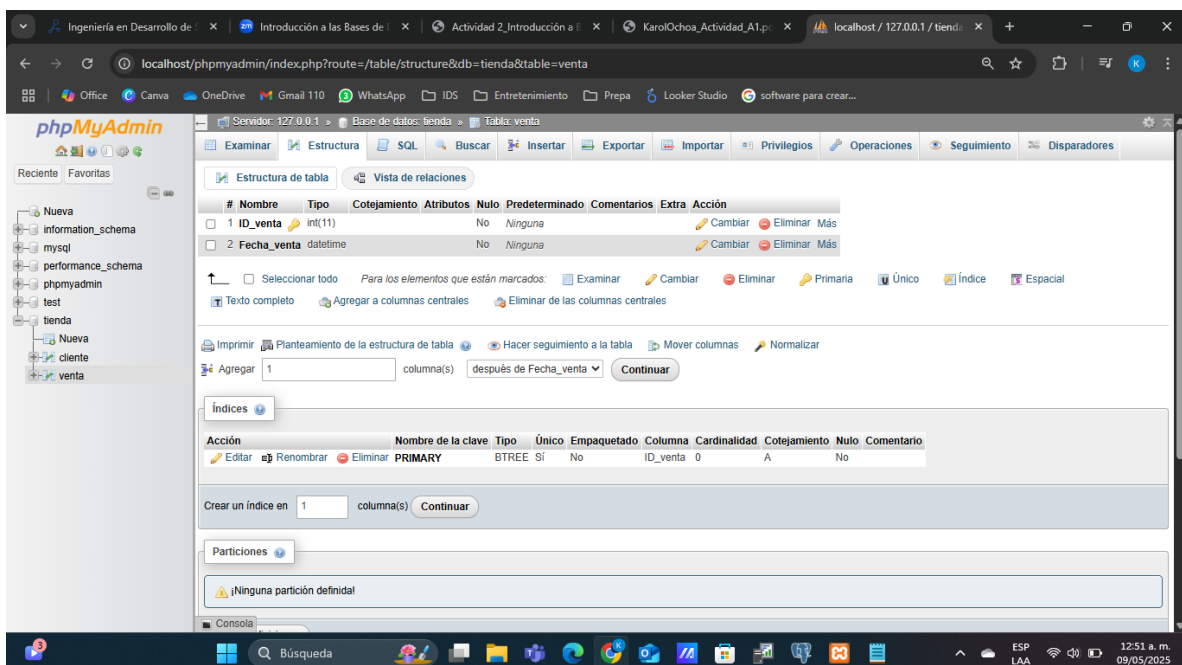 Ingeniería en Desarrollo de S
zm Introducción a las Bases de D
Actividad 2_Introducción a B
KarolOchoa_Actividad_A1.pd
localhost / 127.0.0.1 / tienda
localhost/phpmyadmin/index.php?route=/table/structure&db=tienda&table=venta
K
Office Canva OneDrive Gmail 110 WhatsApp IDS Entretenimiento Prepa Looker Studio software para crear...
phpMyAdmin
Reciente Favoritas
Nueva
information_schema
mysql
performance_schema
phpmyadmin
test
tienda
Nueva
cliente
venta
Servidor: 127.0.0.1 » Base de datos: tienda » Tabla: venta
Examinar Estructura SQL Buscar Insertar Exportar Importar Privilegios Operaciones Seguimiento Disparadores
Estructura de tabla Vista de relaciones
# Nombre Tipo Cotejamiento Atributos Nulo Predeterminado Comentarios Extra Acción
1 ID_venta int(11) No Ninguna Cambiar Eliminar Más
2 Fecha_venta datetime No Ninguna Cambiar Eliminar Más
Seleccionar todo Para los elementos que están marcados: Examinar Cambiar Eliminar Primaria Único Índice Espacial
Texto completo Agregar a columnas centrales Eliminar de las columnas centrales
Imprimir Planteamiento de la estructura de tabla Hacer seguimiento a la tabla Mover columnas Normalizar
Agregar 1 columna(s) después de Fecha_venta Continuar
Índices
Acción Nombre de la clave Tipo Único Empaquetado Columna Cardinalidad Cotejamiento Nulo Comentario
Editar Renombrar Eliminar PRIMARY BTREE Sí No ID_venta 0 A No
Crear un índice en 1 columna(s) Continuar
Particiones
¡Ninguna partición definida!
Consola
3
Búsqueda
ESP
LAA
12:51 a. m.
09/05/2025